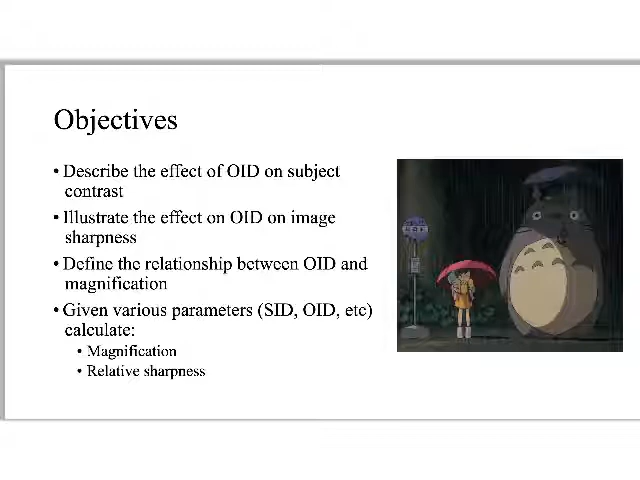 Objectives
• Describe the effect of OID on subject
contrast
• Illustrate the effect on OID on image
sharpness
• Define the relationship between OID and
magnification
• Given various parameters (SID, OID, etc)
calculate:
• Magnification
• Relative sharpness